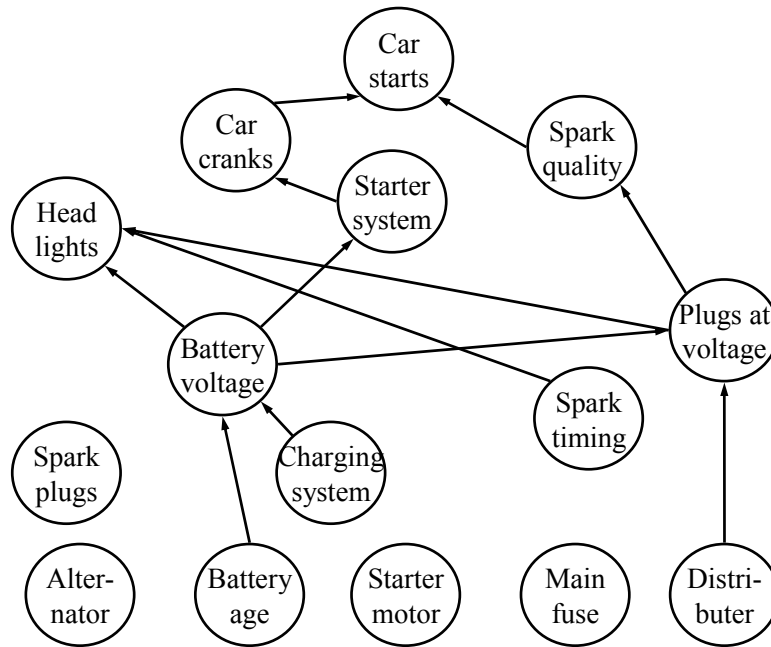 Car
starts
Car
cranks
Spark
quality
Starter
system
Head
lights
Plugs at
voltage
Battery
voltage
Spark
timing
Spark
plugs
Charging
system
Alter-
nator
Battery
age
Starter
motor
Main
fuse
Distri-
buter